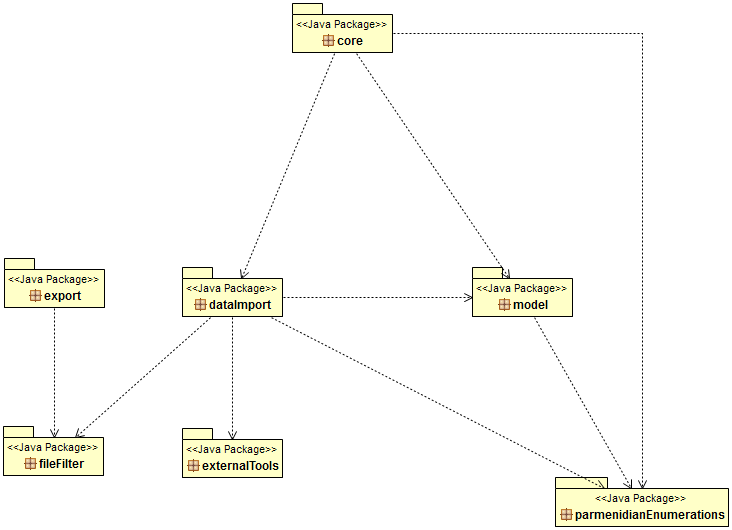 <<Java Package>>
core
<<Java Package>>
export
<<Java Package>>
dataImport
<<Java Package>>
model
<<Java Package>>
fileFilter
<<Java Package>>
externalTools
<<Java Package>>
parmenidianEnumerations